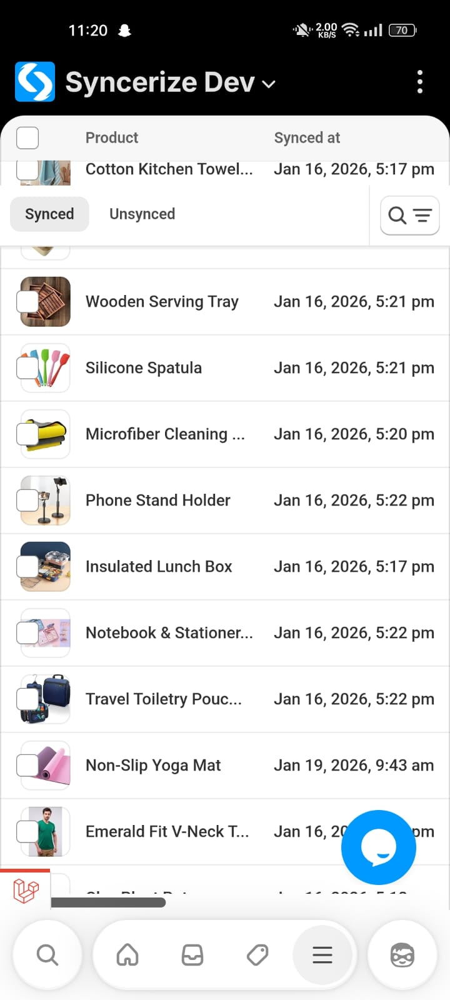 11:20 2.00 KB/S 70
Syncerize Dev
Product Synced at
Cotton Kitchen Towel... Jan 16, 2026, 5:17 pm
Synced Unsynced
Wooden Serving Tray Jan 16, 2026, 5:21 pm
Silicone Spatula Jan 16, 2026, 5:21 pm
Microfiber Cleaning ... Jan 16, 2026, 5:20 pm
Phone Stand Holder Jan 16, 2026, 5:22 pm
Insulated Lunch Box Jan 16, 2026, 5:17 pm
Notebook & Stationer... Jan 16, 2026, 5:22 pm
Travel Toiletry Pouc... Jan 16, 2026, 5:22 pm
Non-Slip Yoga Mat Jan 19, 2026, 9:43 am
Emerald Fit V-Neck T... Jan 16, pm